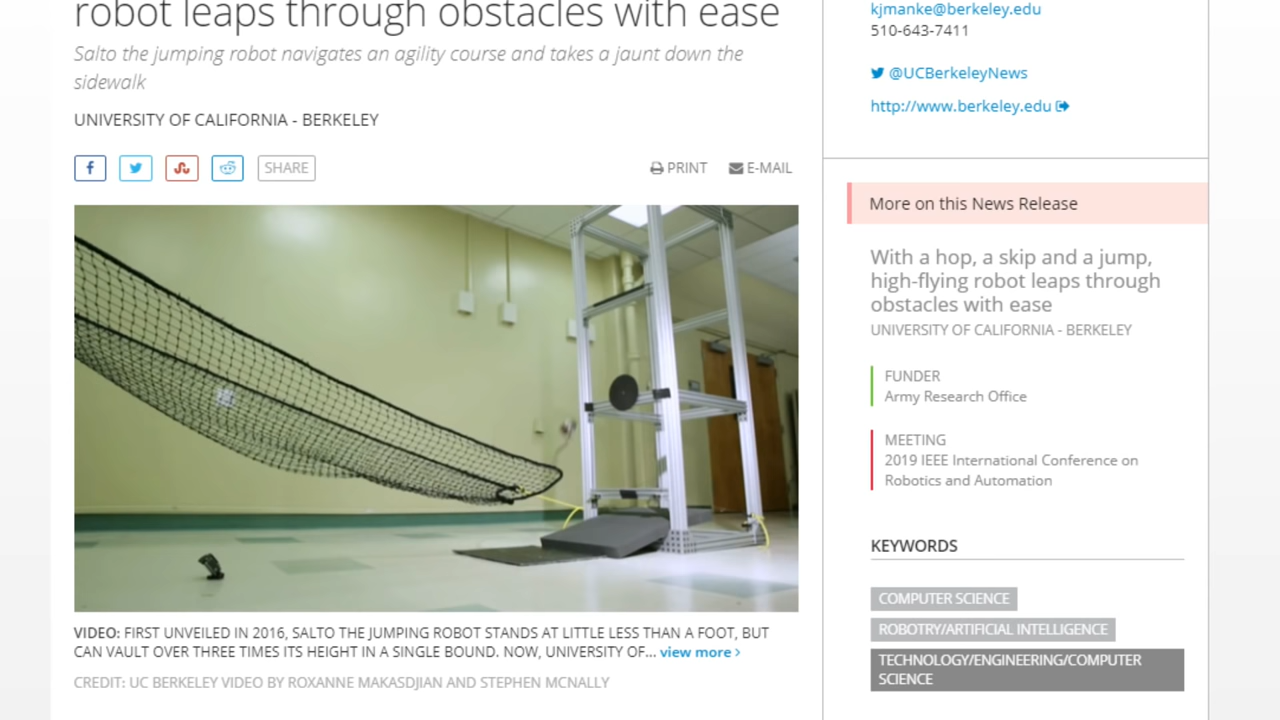 robot leaps through obstacles with ease
Salto the jumping robot navigates an agility course and takes a jaunt down the
sidewalk
UNIVERSITY OF CALIFORNIA - BERKELEY
SHARE
PRINT
E-MAIL
VIDEO: FIRST UNVEILED IN 2016, SALTO THE JUMPING ROBOT STANDS AT LITTLE LESS THAN A FOOT, BUT
CAN VAULT OVER THREE TIMES ITS HEIGHT IN A SINGLE BOUND. NOW, UNIVERSITY OF... view more ›
CREDIT: UC BERKELEY VIDEO BY ROXANNE MAKASDJIAN AND STEPHEN MCNALLY
kjmanke@berkeley.edu
510-643-7411
@UCBerkeleyNews
http://www.berkeley.edu
More on this News Release
With a hop, a skip and a jump,
high-flying robot leaps through
obstacles with ease
UNIVERSITY OF CALIFORNIA - BERKELEY
FUNDER
Army Research Office
MEETING
2019 IEEE International Conference on
Robotics and Automation
KEYWORDS
COMPUTER SCIENCE
ROBOTRY/ARTIFICIAL INTELLIGENCE
TECHNOLOGY/ENGINEERING/COMPUTER
SCIENCE